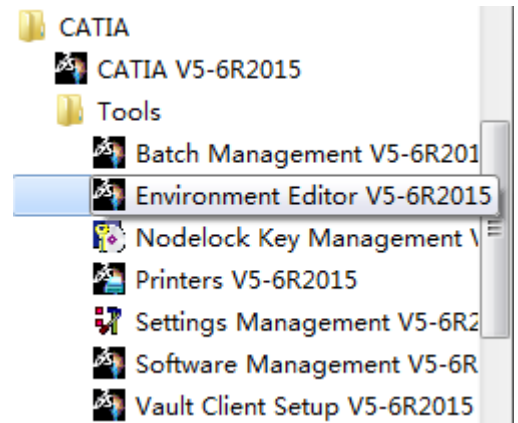 CATIA
CATIA V5-6R2015
Tools
Batch Management V5-6R201
Environment Editor V5-6R2015
Nodelock Key Management
Printers V5-6R2015
Settings Management V5-6R2
Software Management V5-6R
Vault Client Setup V5-6R2015